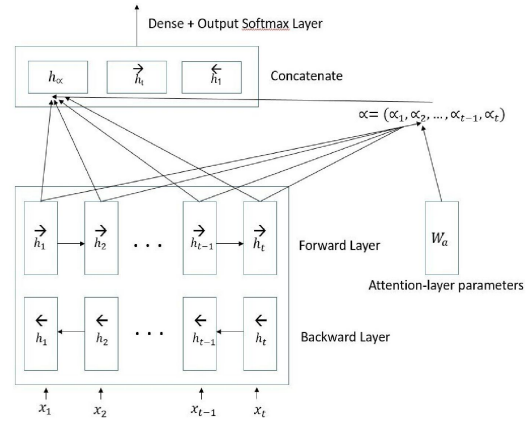 Dense + Output Softmax Layer
h∝ h⃗ₜ h⃖₁ Concatenate
∝= (∝₁,∝₂, ...,∝ₜ₋₁,∝ₜ)
h⃗₁ h⃗₂ ... h⃗ₜ₋₁ h⃗ₜ Forward Layer Wₐ
Attention-layer parameters
h⃖₁ h⃖₂ ... h⃖ₜ₋₁ h⃖ₜ Backward Layer
x₁ x₂ xₜ₋₁ xₜ